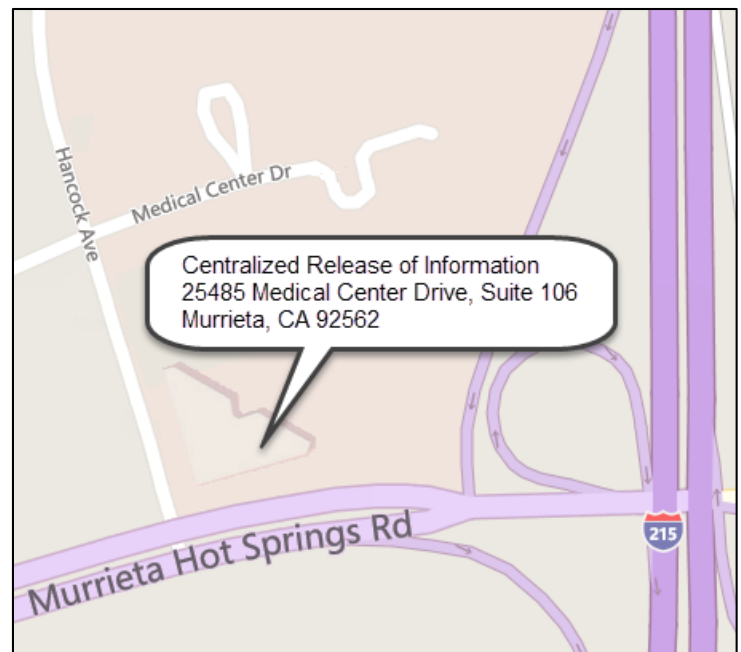 Hancock Ave
Medical Center Dr
Centralized Release of Information
25485 Medical Center Drive, Suite 106
Murrieta, CA 92562
Murrieta Hot Springs Rd
215